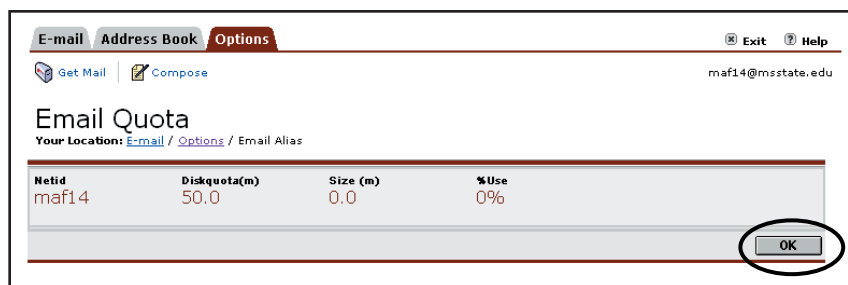 E-mail Address Book Options Exit Help
Get Mail Compose maf14@msstate.edu
Email Quota
Your Location: E-mail / Options / Email Alias
Netid Diskquota(m) Size (m) %Use
maf14 50.0 0.0 0%
OK